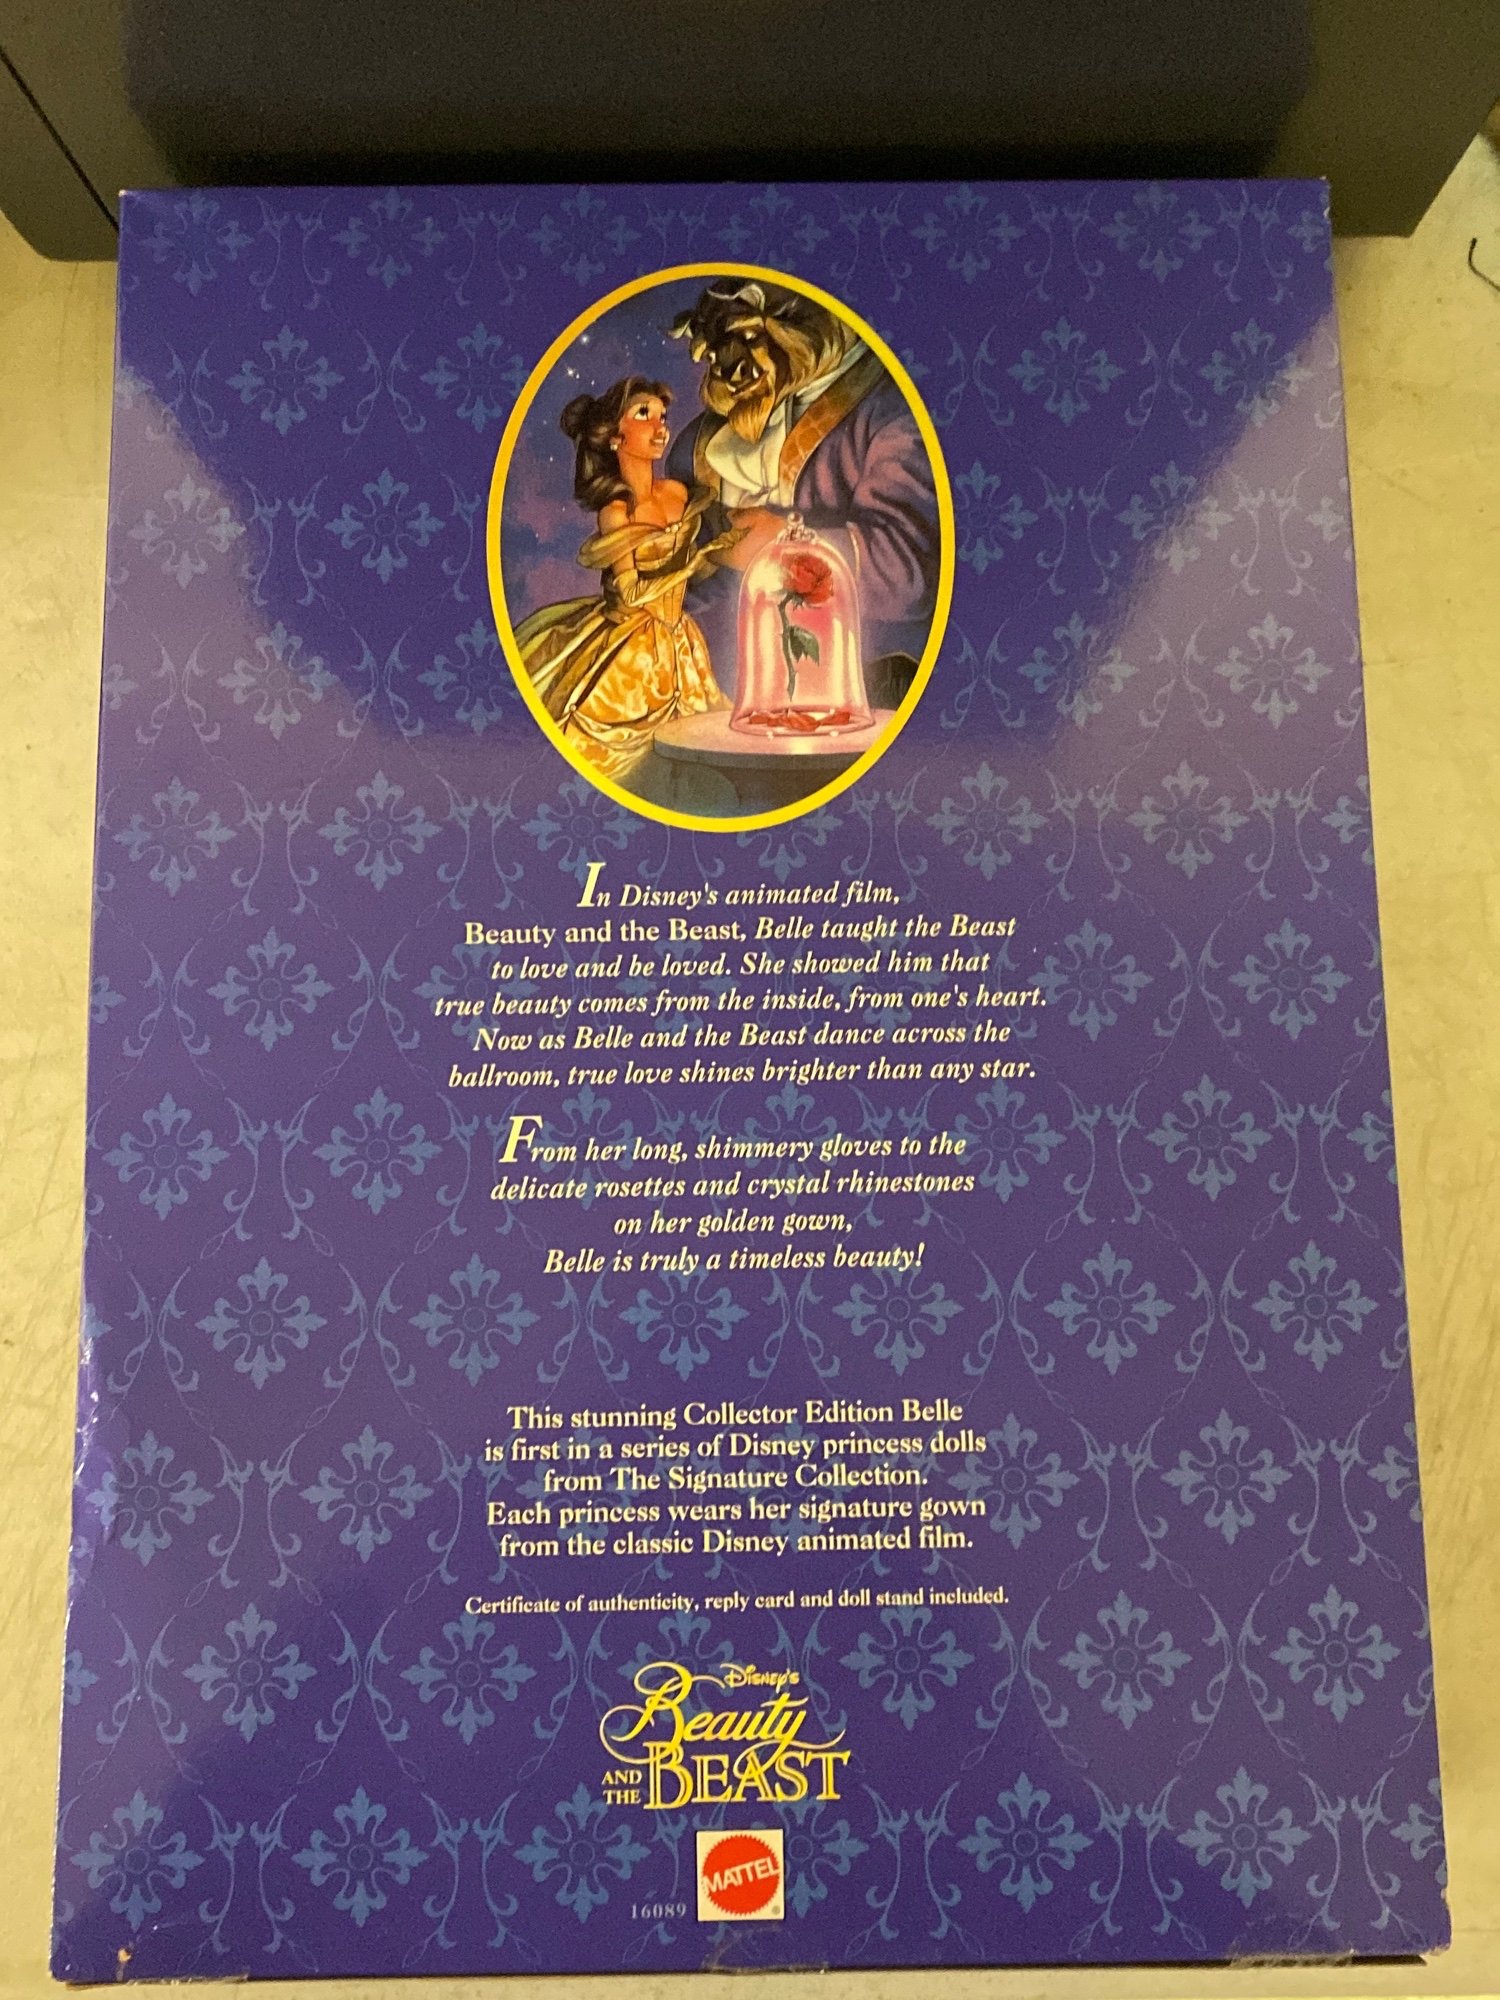 In Disney's animated film,
Beauty and the Beast, Belle taught the Beast
to love and be loved. She showed him that
true beauty comes from the inside, from one's heart.
Now as Belle and the Beast dance across the
ballroom, true love shines brighter than any star.
From her long, shimmery gloves to the
delicate rosettes and crystal rhinestones
on her golden gown,
Belle is truly a timeless beauty!
This stunning Collector Edition Belle
is first in a series of Disney princess dolls
from The Signature Collection.
Each princess wears her signature gown
from the classic Disney animated film.
Certificate of authenticity, reply card and doll stand included.
Disney's
Beauty
AND THE BEAST
MATTEL
16089